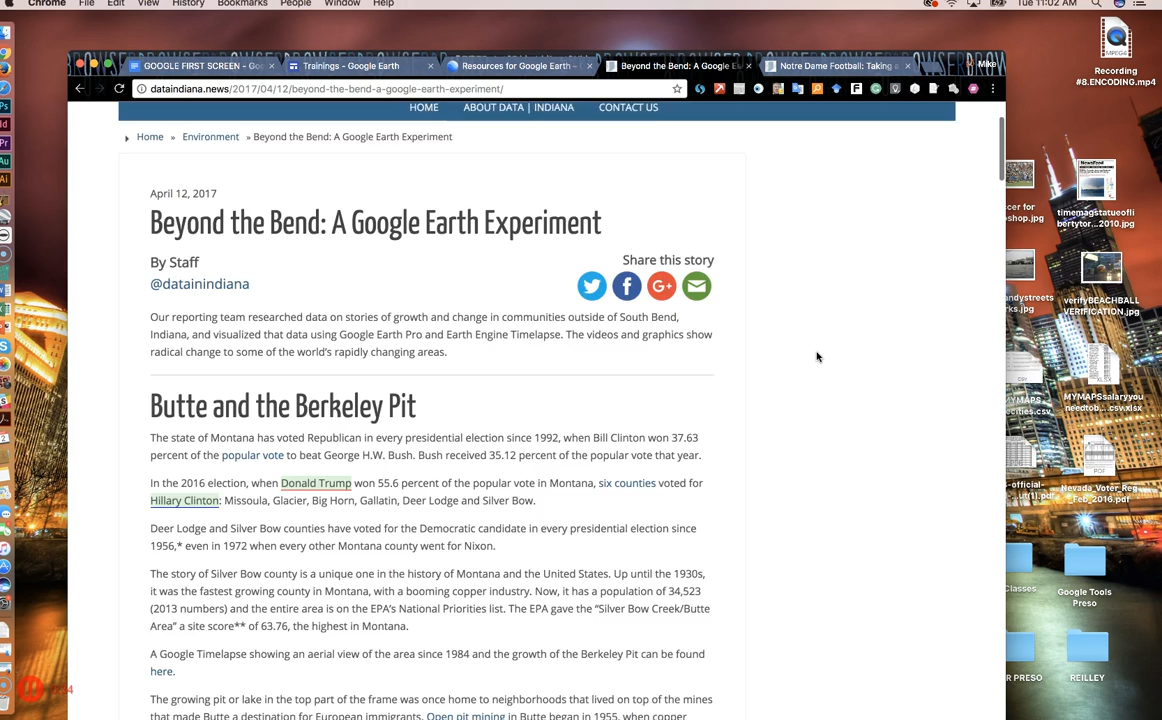 Chrome File Edit View History Bookmarks People Window Help Tue 11:02 AM
GOOGLE FIRST SCREEN - Goo Trainings – Google Earth Resources for Google Earth – Beyond the Bend: A Google Ea Notre Dame Football: Taking a Mike
dataindiana.news/2017/04/12/beyond-the-bend-a-google-earth-experiment/
HOME ABOUT DATA | INDIANA CONTACT US
Home » Environment » Beyond the Bend: A Google Earth Experiment
April 12, 2017
Beyond the Bend: A Google Earth Experiment
By Staff
@datainindiana
Share this story
Our reporting team researched data on stories of growth and change in communities outside of South Bend,
Indiana, and visualized that data using Google Earth Pro and Earth Engine Timelapse. The videos and graphics show
radical change to some of the world's rapidly changing areas.
Butte and the Berkeley Pit
The state of Montana has voted Republican in every presidential election since 1992, when Bill Clinton won 37.63
percent of the popular vote to beat George H.W. Bush. Bush received 35.12 percent of the popular vote that year.
In the 2016 election, when Donald Trump won 55.6 percent of the popular vote in Montana, six counties voted for
Hillary Clinton: Missoula, Glacier, Big Horn, Gallatin, Deer Lodge and Silver Bow.
Deer Lodge and Silver Bow counties have voted for the Democratic candidate in every presidential election since
1956,* even in 1972 when every other Montana county went for Nixon.
The story of Silver Bow county is a unique one in the history of Montana and the United States. Up until the 1930s,
it was the fastest growing county in Montana, with a booming copper industry. Now, it has a population of 34,523
(2013 numbers) and the entire area is on the EPA's National Priorities list. The EPA gave the "Silver Bow Creek/Butte
Area" a site score** of 63.76, the highest in Montana.
A Google Timelapse showing an aerial view of the area since 1984 and the growth of the Berkeley Pit can be found
here.
The growing pit or lake in the top part of the frame was once home to neighborhoods that lived on top of the mines
that made Butte a destination for European immigrants. Open pit mining in Butte began in 1955, when copper
MPEG4
Recording
#8.ENCODING.mp4
cer for
shop.jpg
timemagstatueofli
bertytor...2010.jpg
andystreets
rks.jpg
verifyBEACHBALL
VERIFICATION.jpg
CSV
XLSX
MYMAPS
cities.csv
MYMAPSsalaryyou
needtob....csv.xlsx
PDF
S-official-
ut(1).pdf
Nevada_Voter_Reg
_Feb_2016.pdf
Classes
Google Tools
Preso
R PRESO
REILLEY